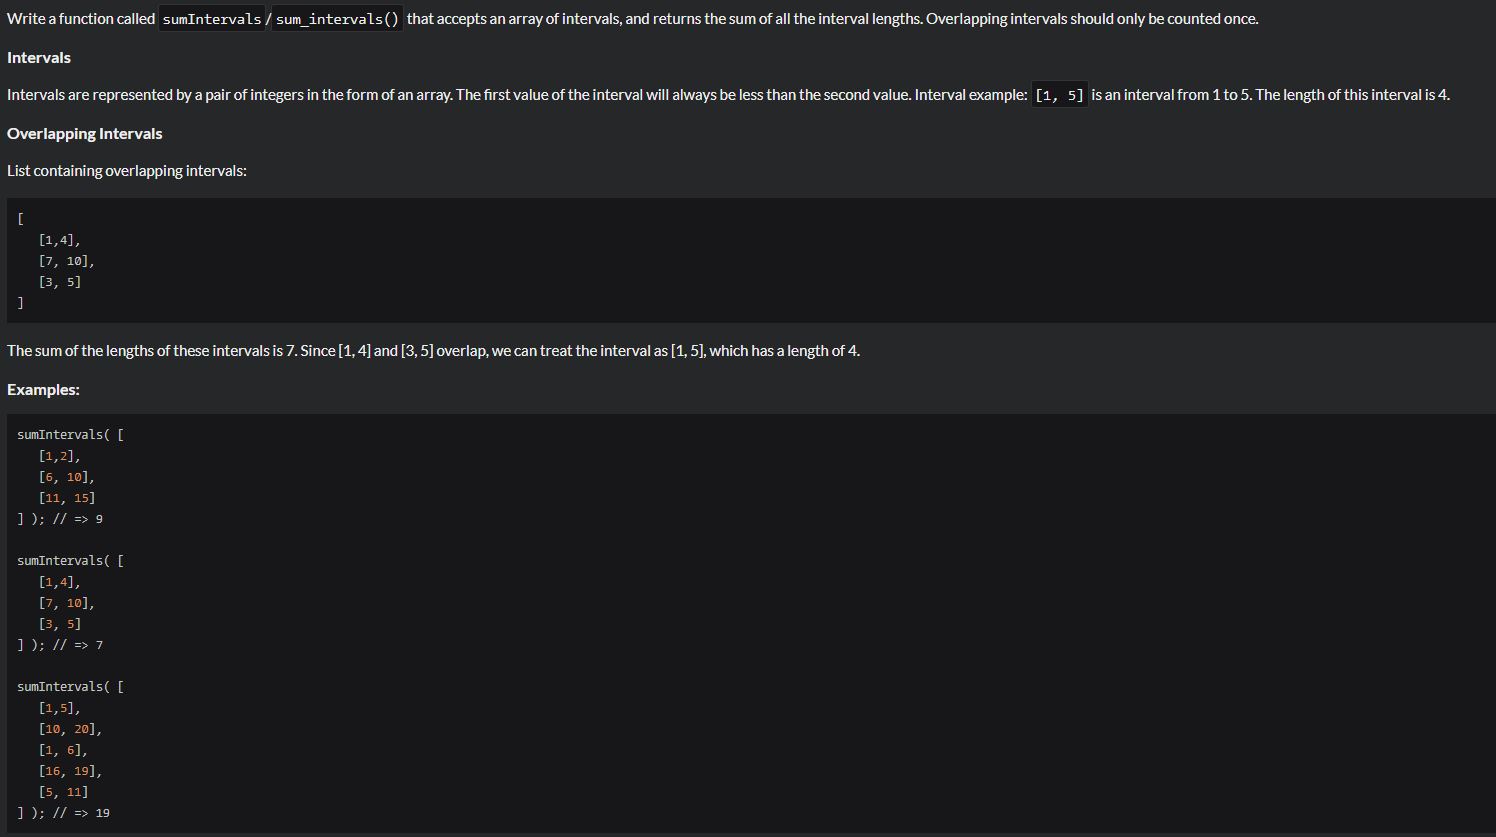 Write a function called sumIntervals / sum_intervals() that accepts an array of intervals, and returns the sum of all the interval lengths. Overlapping intervals should only be counted once.
Intervals
Intervals are represented by a pair of integers in the form of an array. The first value of the interval will always be less than the second value. Interval example: [1, 5] is an interval from 1 to 5. The length of this interval is 4.
Overlapping Intervals
List containing overlapping intervals:
[
[1,4],
[7, 10],
[3, 5]
]
The sum of the lengths of these intervals is 7. Since [1, 4] and [3, 5] overlap, we can treat the interval as [1, 5], which has a length of 4.
Examples:
sumIntervals( [
[1,2],
[6, 10],
[11, 15]
] ); // => 9
sumIntervals( [
[1,4],
[7, 10],
[3, 5]
] ); // => 7
sumIntervals( [
[1,5],
[10, 20],
[1, 6],
[16, 19],
[5, 11]
] ); // => 19